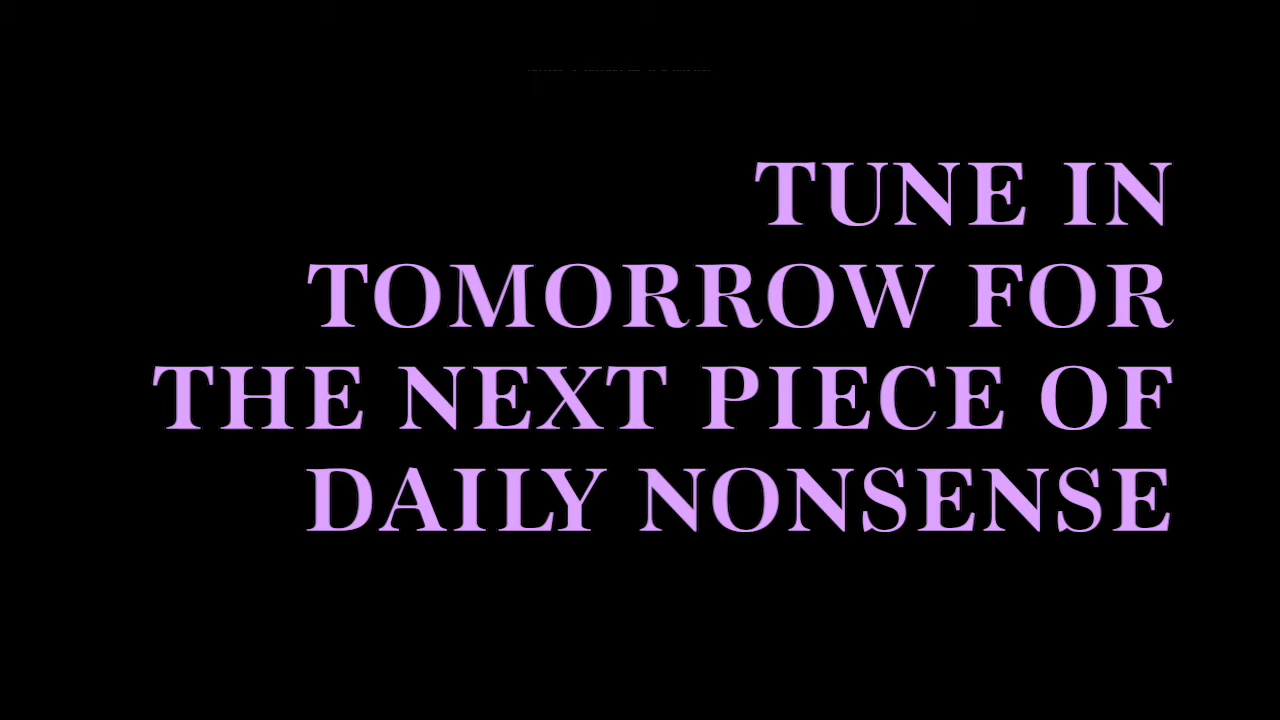 TUNE IN
TOMORROW FOR
THE NEXT PIECE OF
DAILY NONSENSE